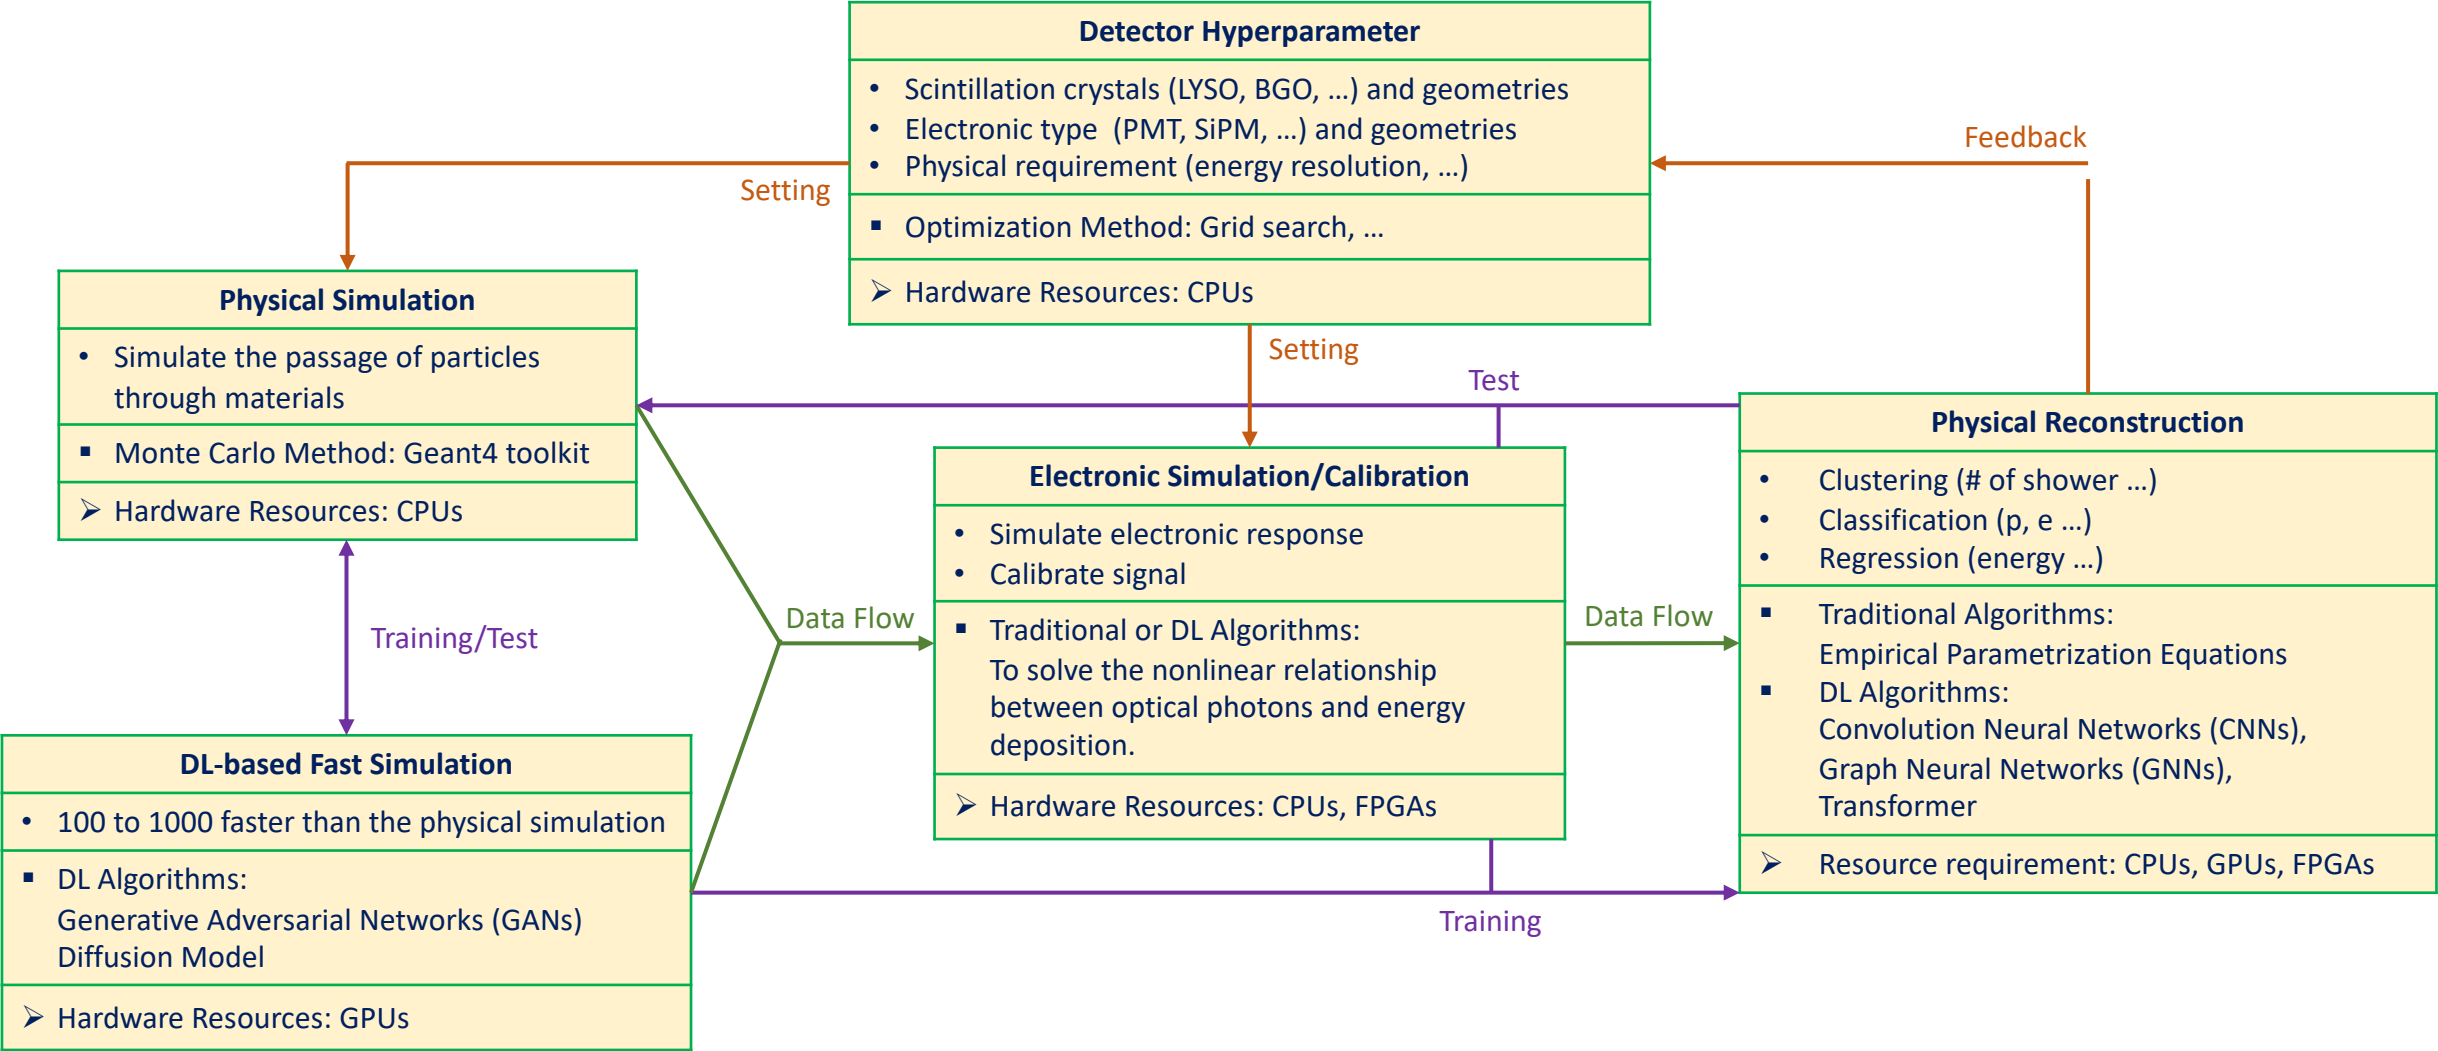 Detector Hyperparameter
• Scintillation crystals (LYSO, BGO, ...) and geometries
• Electronic type (PMT, SiPM, ...) and geometries
• Physical requirement (energy resolution, ...)
▪ Optimization Method: Grid search, ...
➢ Hardware Resources: CPUs
Feedback
Setting
Setting
Physical Simulation
• Simulate the passage of particles
through materials
▪ Monte Carlo Method: Geant4 toolkit
➢ Hardware Resources: CPUs
Test
Training/Test
Data Flow
Electronic Simulation/Calibration
• Simulate electronic response
• Calibrate signal
▪ Traditional or DL Algorithms:
To solve the nonlinear relationship
between optical photons and energy
deposition.
➢ Hardware Resources: CPUs, FPGAs
Data Flow
Physical Reconstruction
• Clustering (# of shower ...)
• Classification (p, e ...)
• Regression (energy ...)
▪ Traditional Algorithms:
Empirical Parametrization Equations
▪ DL Algorithms:
Convolution Neural Networks (CNNs),
Graph Neural Networks (GNNs),
Transformer
➢ Resource requirement: CPUs, GPUs, FPGAs
DL-based Fast Simulation
• 100 to 1000 faster than the physical simulation
▪ DL Algorithms:
Generative Adversarial Networks (GANs)
Diffusion Model
➢ Hardware Resources: GPUs
Training